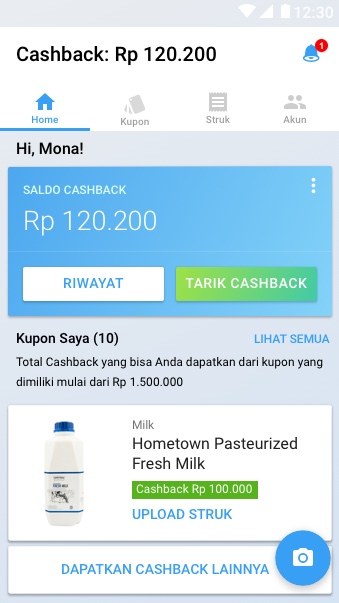 12:30
Cashback: Rp 120.200
1
Home
Kupon
Struk
Akun
Hi, Mona!
SALDO CASHBACK
Rp 120.200
RIWAYAT
TARIK CASHBACK
Kupon Saya (10)
LIHAT SEMUA
Total Cashback yang bisa Anda dapatkan dari kupon yang
dimiliki mulai dari Rp 1.500.000
Milk
Hometown Pasteurized
Fresh Milk
Cashback Rp 100.000
UPLOAD STRUK
DAPATKAN CASHBACK LAINNYA